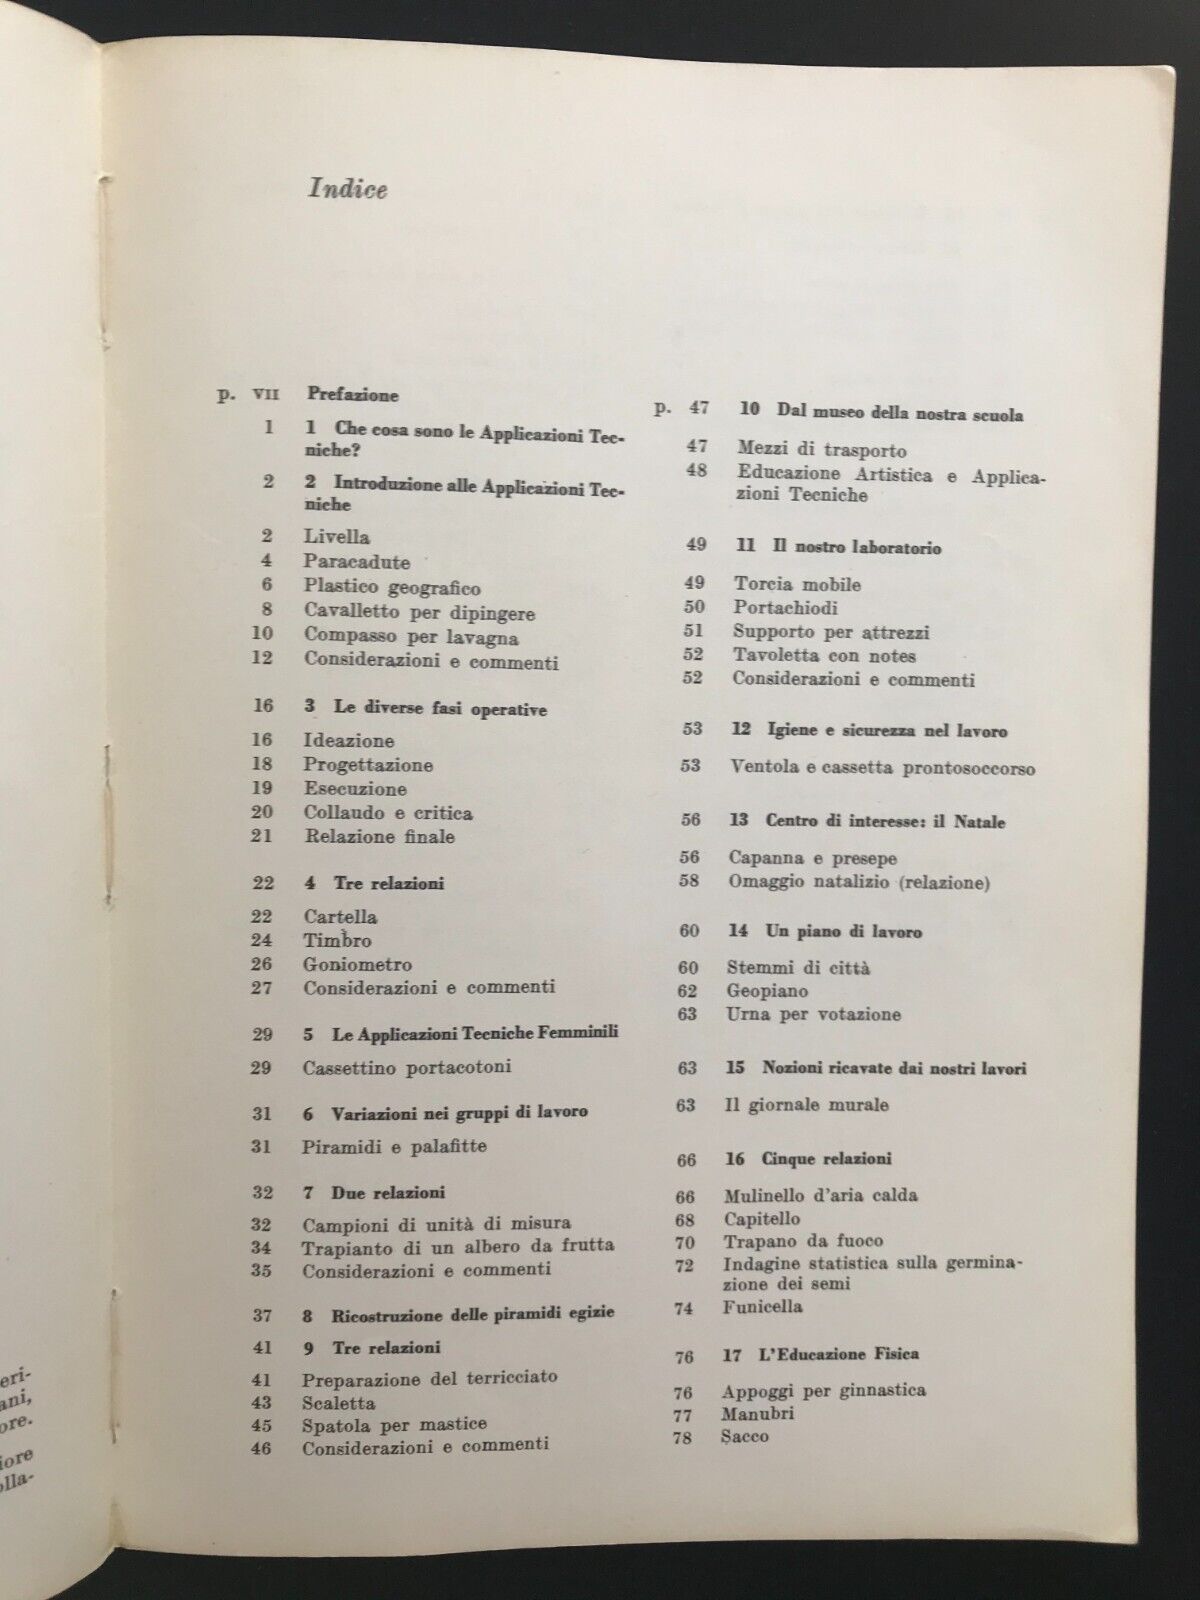 Indice
p. VII Prefazione
1 1 Che cosa sono le Applicazioni Tec-
niche?
2 2 Introduzione alle Applicazioni Tec-
niche
2 Livella
4 Paracadute
6 Plastico geografico
8 Cavalletto per dipingere
10 Compasso per lavagna
12 Considerazioni e commenti
16 3 Le diverse fasi operative
16 Ideazione
18 Progettazione
19 Esecuzione
20 Collaudo e critica
21 Relazione finale
22 4 Tre relazioni
22 Cartella
24 Timbro
26 Goniometro
27 Considerazioni e commenti
29 5 Le Applicazioni Tecniche Femminili
29 Cassettino portacotoni
31 6 Variazioni nei gruppi di lavoro
31 Piramidi e palafitte
32 7 Due relazioni
32 Campioni di unità di misura
34 Trapianto di un albero da frutta
35 Considerazioni e commenti
37 8 Ricostruzione delle piramidi egizie
41 9 Tre relazioni
41 Preparazione del terricciato
43 Scaletta
45 Spatola per mastice
46 Considerazioni e commenti
p. 47 10 Dal museo della nostra scuola
47 Mezzi di trasporto
48 Educazione Artistica e Applica-
zioni Tecniche
49 11 Il nostro laboratorio
49 Torcia mobile
50 Portachiodi
51 Supporto per attrezzi
52 Tavoletta con notes
52 Considerazioni e commenti
53 12 Igiene e sicurezza nel lavoro
53 Ventola e cassetta prontosoccorso
56 13 Centro di interesse: il Natale
56 Capanna e presepe
58 Omaggio natalizio (relazione)
60 14 Un piano di lavoro
60 Stemmi di città
62 Geopiano
63 Urna per votazione
63 15 Nozioni ricavate dai nostri lavori
63 Il giornale murale
66 16 Cinque relazioni
66 Mulinello d'aria calda
68 Capitello
70 Trapano da fuoco
72 Indagine statistica sulla germina-
zione dei semi
74 Funicella
76 17 L'Educazione Fisica
76 Appoggi per ginnastica
77 Manubri
78 Sacco
eri-
ani,
ore.
iore
olla-